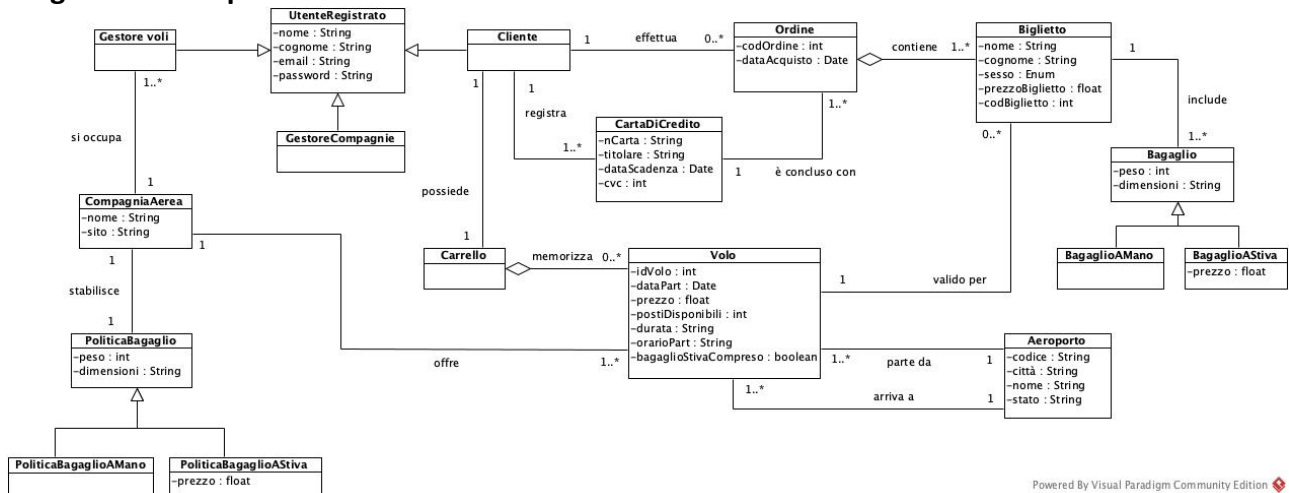 UtenteRegistrato
-nome : String
-cognome : String
-email : String
-password : String
Gestore voli
Cliente
1
effettua
0..*
Ordine
-codOrdine : int
-dataAcquisto : Date
contiene
1..*
Biglietto
-nome : String
-cognome : String
-sesso : Enum
-prezzoBiglietto : float
-codBiglietto : int
1
include
1..*
Bagaglio
-peso : int
-dimensioni : String
BagaglioAMano
BagaglioAStiva
-prezzo : float
GestoreCompagnie
1..*
si occupa
1
CompagniaAerea
-nome : String
-sito : String
1
registra
1..*
CartaDiCredito
-nCarta : String
-titolare : String
-dataScadenza : Date
-cvc : int
1
è concluso con
1..*
1
possiede
1
Carrello
memorizza
0..*
Volo
-idVolo : int
-dataPart : Date
-prezzo : float
-postiDisponibili : int
-durata : String
-orarioPart : String
-bagaglioStivaCompreso : boolean
0..*
valido per
1
1
offre
1..*
1
stabilisce
1
PoliticaBagaglio
-peso : int
-dimensioni : String
PoliticaBagaglioAMano
PoliticaBagaglioAStiva
-prezzo : float
1..*
parte da
1
1..*
arriva a
1
Aeroporto
-codice : String
-città : String
-nome : String
-stato : String
Powered By Visual Paradigm Community Edition